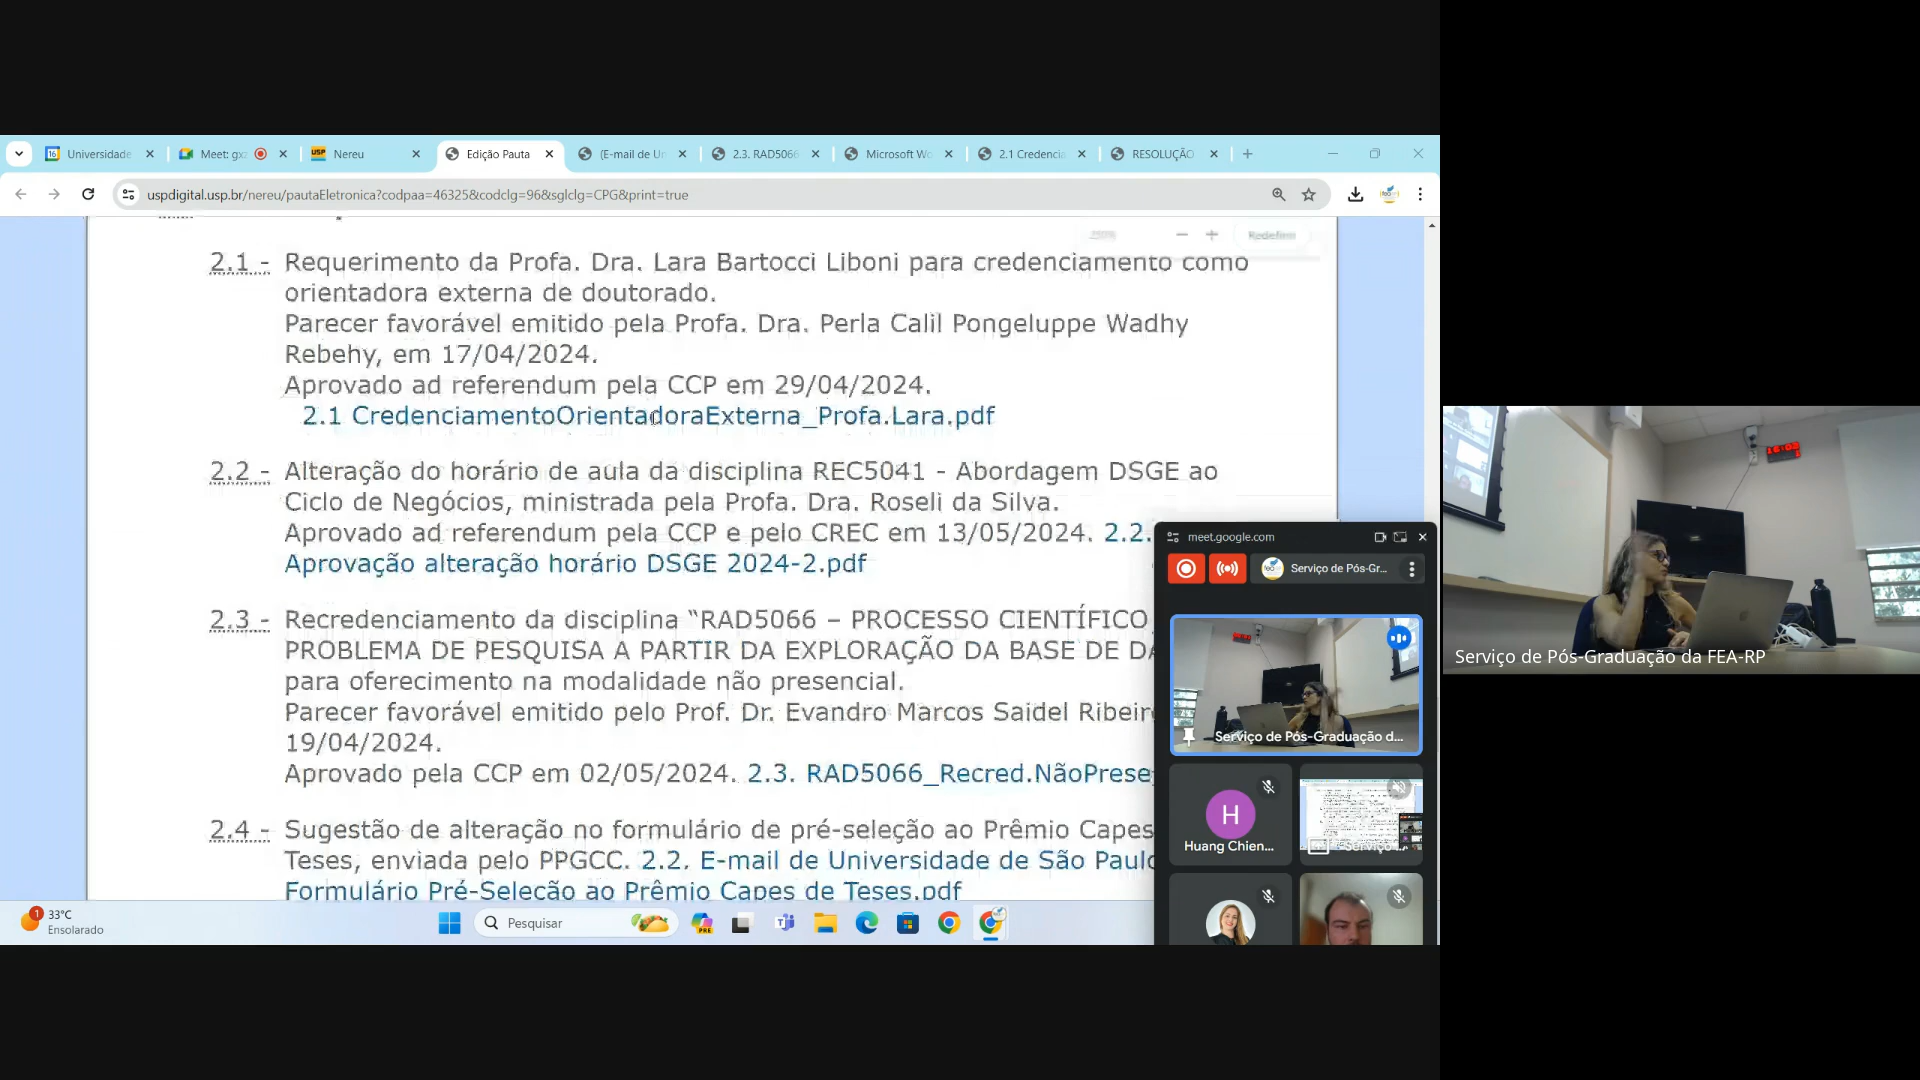 Universidade
Meet: gx
Nereu
Edição Pauta
(E-mail de Un
2.3. RAD5066
Microsoft Wo
2.1 Credencia
RESOLUÇÃO
uspdigital.usp.br/nereu/pautaEletronica?codpaa=46325&codclg=96&sglclg=CPG&print=true
Redefinir
2.1 - Requerimento da Profa. Dra. Lara Bartocci Liboni para credenciamento como
orientadora externa de doutorado.
Parecer favorável emitido pela Profa. Dra. Perla Calil Pongeluppe Wadhy
Rebehy, em 17/04/2024.
Aprovado ad referendum pela CCP em 29/04/2024.
2.1 CredenciamentoOrientadoraExterna_Profa.Lara.pdf
2.2 - Alteração do horário de aula da disciplina REC5041 - Abordagem DSGE ao
Ciclo de Negócios, ministrada pela Profa. Dra. Roseli da Silva.
Aprovado ad referendum pela CCP e pelo CREC em 13/05/2024. 2.2.
Aprovação alteração horário DSGE 2024-2.pdf
2.3 - Recredenciamento da disciplina “RAD5066 – PROCESSO CIENTÍFICO
PROBLEMA DE PESQUISA A PARTIR DA EXPLORAÇÃO DA BASE DE DA
para oferecimento na modalidade não presencial.
Parecer favorável emitido pelo Prof. Dr. Evandro Marcos Saidel Ribeir
19/04/2024.
Aprovado pela CCP em 02/05/2024. 2.3. RAD5066_Recred.NãoPrese
2.4 - Sugestão de alteração no formulário de pré-seleção ao Prêmio Capes
Teses, enviada pelo PPGCC. 2.2. E-mail de Universidade de São Paulo
Formulário Pré-Seleção ao Prêmio Capes de Teses.pdf
meet.google.com
Serviço de Pós-Gr...
Serviço de Pós-Graduação d...
H
Huang Chien...
Serviço de Pós-Graduação da FEA-RP
1
33°C
Ensolarado
Pesquisar
PRE